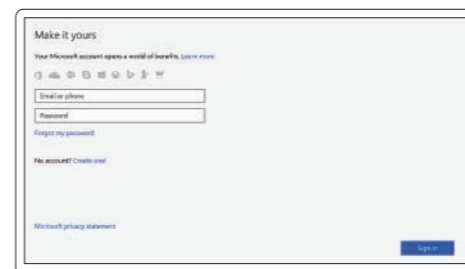 Make it yours
Your Microsoft account opens a world of benefits. Learn more
Email or phone
Password
Forgot my password
No account? Create one!
Microsoft privacy statement
Sign in